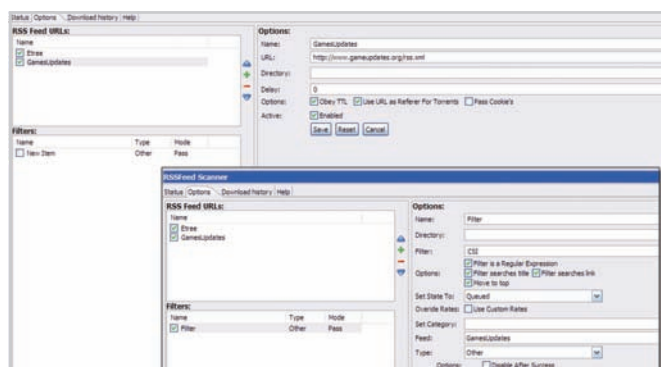 Status Options Download history Help
RSS Feed URLs:
Name
Etree
GamesUpdates
Filters:
Name Type Mode
New Item Other Pass
Options:
Name: GamesUpdates
URL: http://www.gameupdates.org/rss.xml
Directory:
Delay: 0
Options: Obey TTL Use URL as Referer For Torrents Pass Cookie's
Active: Enabled
Save Reset Cancel
RSSFeed Scanner
Status Options Download history Help
RSS Feed URLs:
Name
Etree
GamesUpdates
Filters:
Name Type Mode
Filter Other Pass
Options:
Name: Filter
Directory:
Filter: CSI
Filter is a Regular Expression
Options: Filter searches title Filter searches link
Move to top
Set State To: Queued
Override Rates: Use Custom Rates
Set Category:
Feed: GamesUpdates
Type: Other
Options: Disable After Success